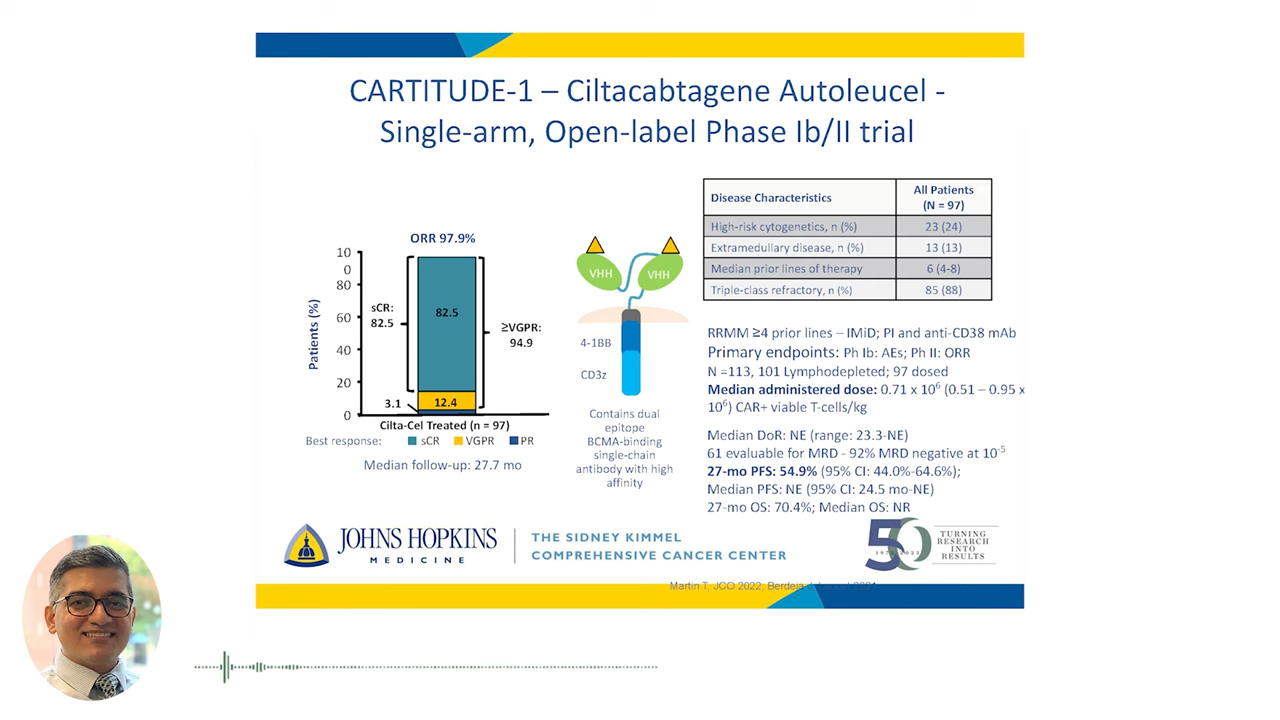 CARTITUDE-1 – Ciltacabtagene Autoleucel -
Single-arm, Open-label Phase Ib/II trial
ORR 97.9%
Patients (%)
10
0
80
60
40
20
0
sCR:
82.5
82.5
≥VGPR:
94.9
3.1
12.4
Cilta-Cel Treated (n = 97)
Best response: sCR VGPR PR
Median follow-up: 27.7 mo
VHH VHH
4-1BB
CD3z
Contains dual
epitope
BCMA-binding
single-chain
antibody with high
affinity
Disease Characteristics All Patients
(N = 97)
High-risk cytogenetics, n (%) 23 (24)
Extramedullary disease, n (%) 13 (13)
Median prior lines of therapy 6 (4-8)
Triple-class refractory, n (%) 85 (88)
RRMM ≥4 prior lines – IMiD; PI and anti-CD38 mAb
Primary endpoints: Ph Ib: AEs; Ph II: ORR
N =113, 101 Lymphodepleted; 97 dosed
Median administered dose: 0.71 x 10⁶ (0.51 – 0.95 x
10⁶) CAR+ viable T-cells/kg
Median DoR: NE (range: 23.3-NE)
61 evaluable for MRD - 92% MRD negative at 10⁻⁵
27-mo PFS: 54.9% (95% CI: 44.0%-64.6%);
Median PFS: NE (95% CI: 24.5 mo-NE)
27-mo OS: 70.4%; Median OS: NR
JOHNS HOPKINS
MEDICINE
THE SIDNEY KIMMEL
COMPREHENSIVE CANCER CENTER
50
TURNING
RESEARCH
INTO
RESULTS
Martin T, JCO 2022, Berdeja